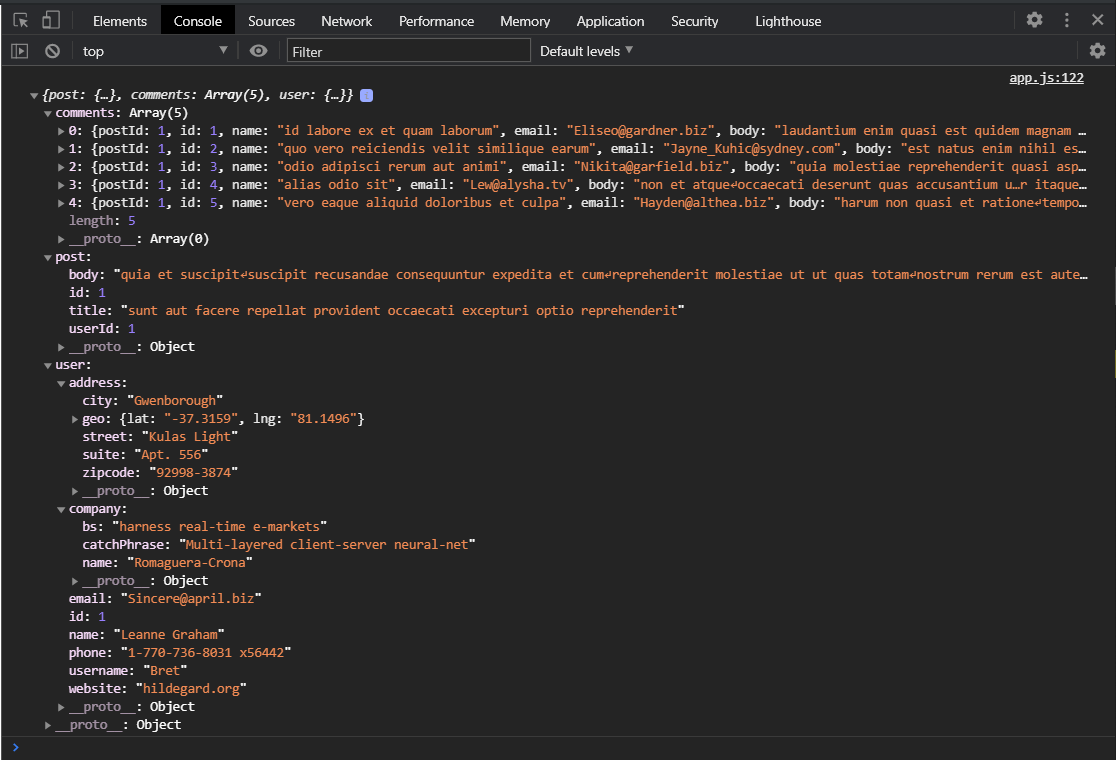 Elements Console Sources Network Performance Memory Application Security Lighthouse
top Filter Default levels
app.js:122
{post: {…}, comments: Array(5), user: {…}}
comments: Array(5)
0: {postId: 1, id: 1, name: "id labore ex et quam laborum", email: "Eliseo@gardner.biz", body: "laudantium enim quasi est quidem magnam …
1: {postId: 1, id: 2, name: "quo vero reiciendis velit similique earum", email: "Jayne_Kuhic@sydney.com", body: "est natus enim nihil es…
2: {postId: 1, id: 3, name: "odio adipisci rerum aut animi", email: "Nikita@garfield.biz", body: "quia molestiae reprehenderit quasi asp…
3: {postId: 1, id: 4, name: "alias odio sit", email: "Lew@alysha.tv", body: "non et atque↵occaecati deserunt quas accusantium u…r itaque…
4: {postId: 1, id: 5, name: "vero eaque aliquid doloribus et culpa", email: "Hayden@althea.biz", body: "harum non quasi et ratione↵tempo…
length: 5
__proto__: Array(0)
post:
body: "quia et suscipit↵suscipit recusandae consequuntur expedita et cum↵reprehenderit molestiae ut ut quas totam↵nostrum rerum est aute…
id: 1
title: "sunt aut facere repellat provident occaecati excepturi optio reprehenderit"
userId: 1
__proto__: Object
user:
address:
city: "Gwenborough"
geo: {lat: "-37.3159", lng: "81.1496"}
street: "Kulas Light"
suite: "Apt. 556"
zipcode: "92998-3874"
__proto__: Object
company:
bs: "harness real-time e-markets"
catchPhrase: "Multi-layered client-server neural-net"
name: "Romaguera-Crona"
__proto__: Object
email: "Sincere@april.biz"
id: 1
name: "Leanne Graham"
phone: "1-770-736-8031 x56442"
username: "Bret"
website: "hildegard.org"
__proto__: Object
__proto__: Object